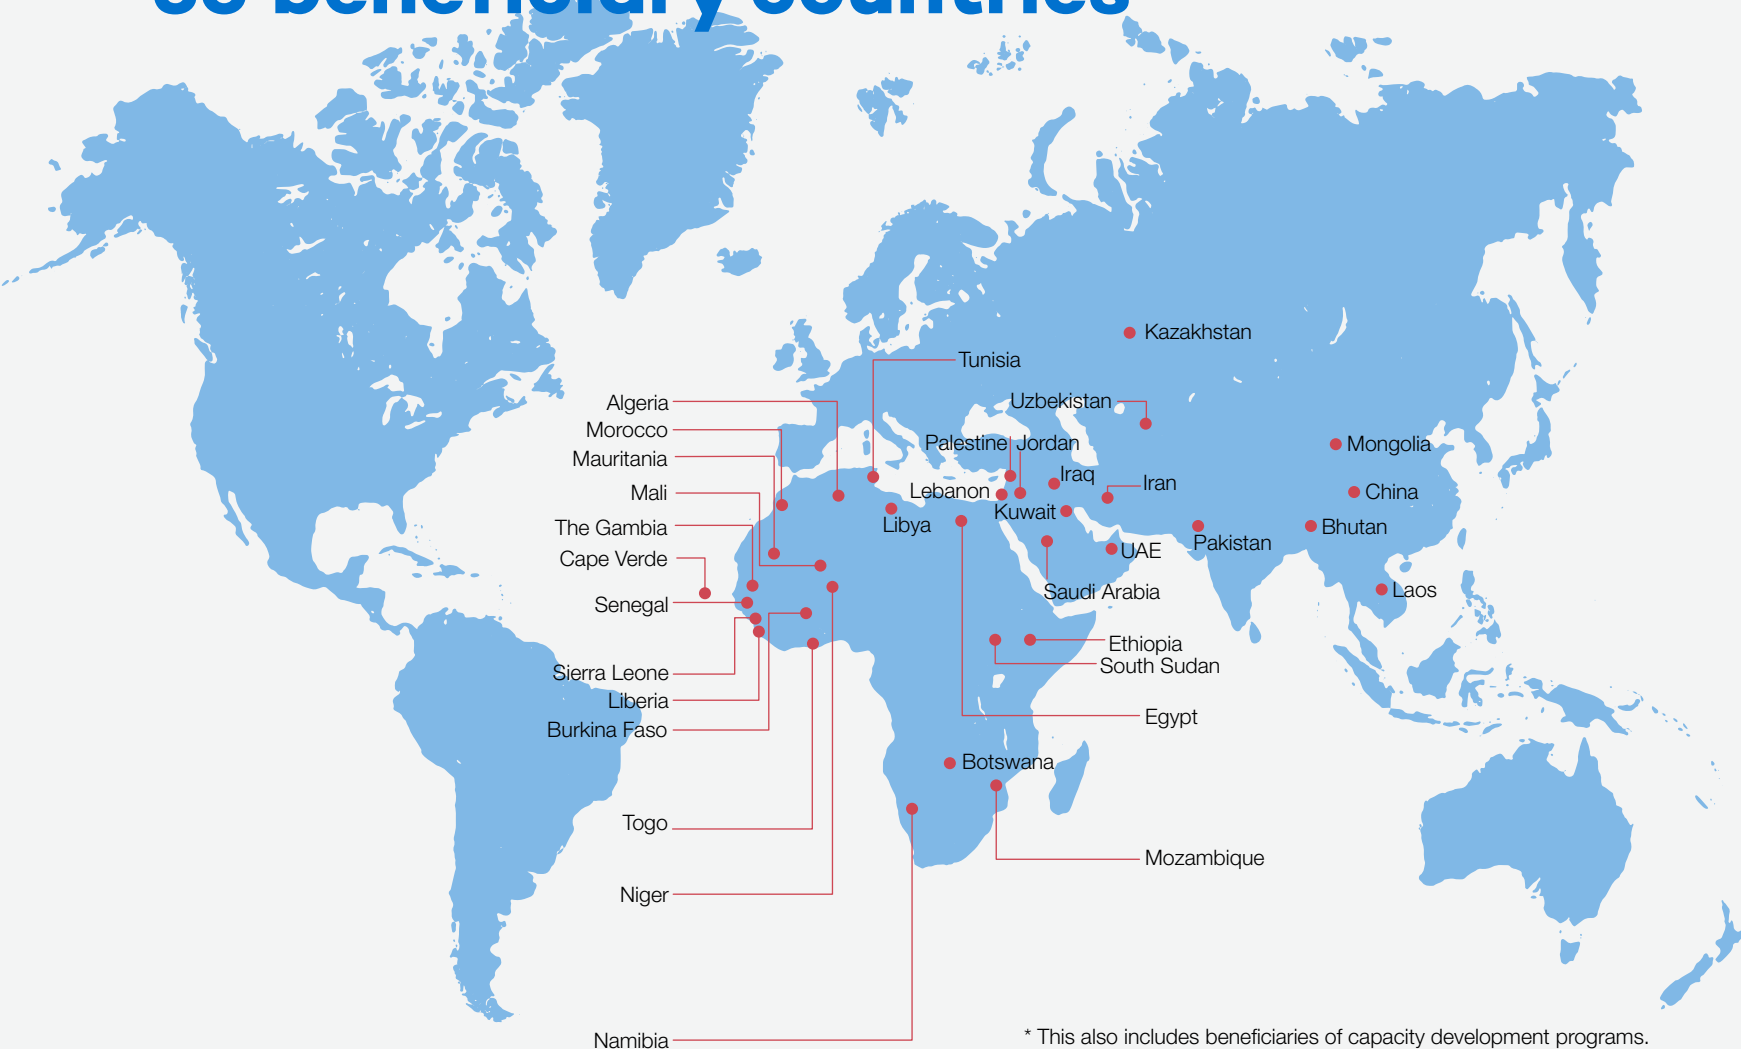 beneficiary countries
Kazakhstan
Tunisia
Uzbekistan
Algeria
Morocco
Palestine Jordan
Mongolia
Mauritania
Iraq
Iran
Mali
Lebanon
China
Kuwait
The Gambia
Libya
Bhutan
Pakistan
UAE
Cape Verde
Saudi Arabia
Laos
Senegal
Ethiopia
South Sudan
Sierra Leone
Liberia
Egypt
Burkina Faso
Botswana
Togo
Mozambique
Niger
Namibia
* This also includes beneficiaries of capacity development programs.